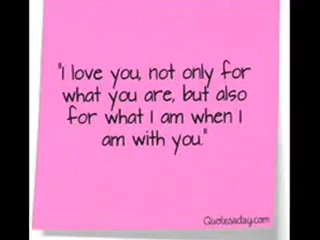 "I love you, not only for
what you are, but also
for what I am when I
am with you."
Quotesaday.com